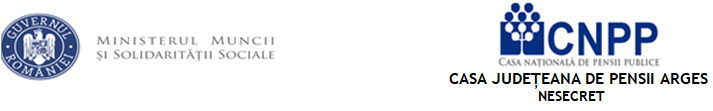 GUVERNUL ROMÂNIEI
MINISTERUL MUNCII
ȘI SOLIDARITĂȚII SOCIALE
CNPP
CASA NAȚIONALĂ DE PENSII PUBLICE
CASA JUDEȚEANA DE PENSII ARGES
NESECRET